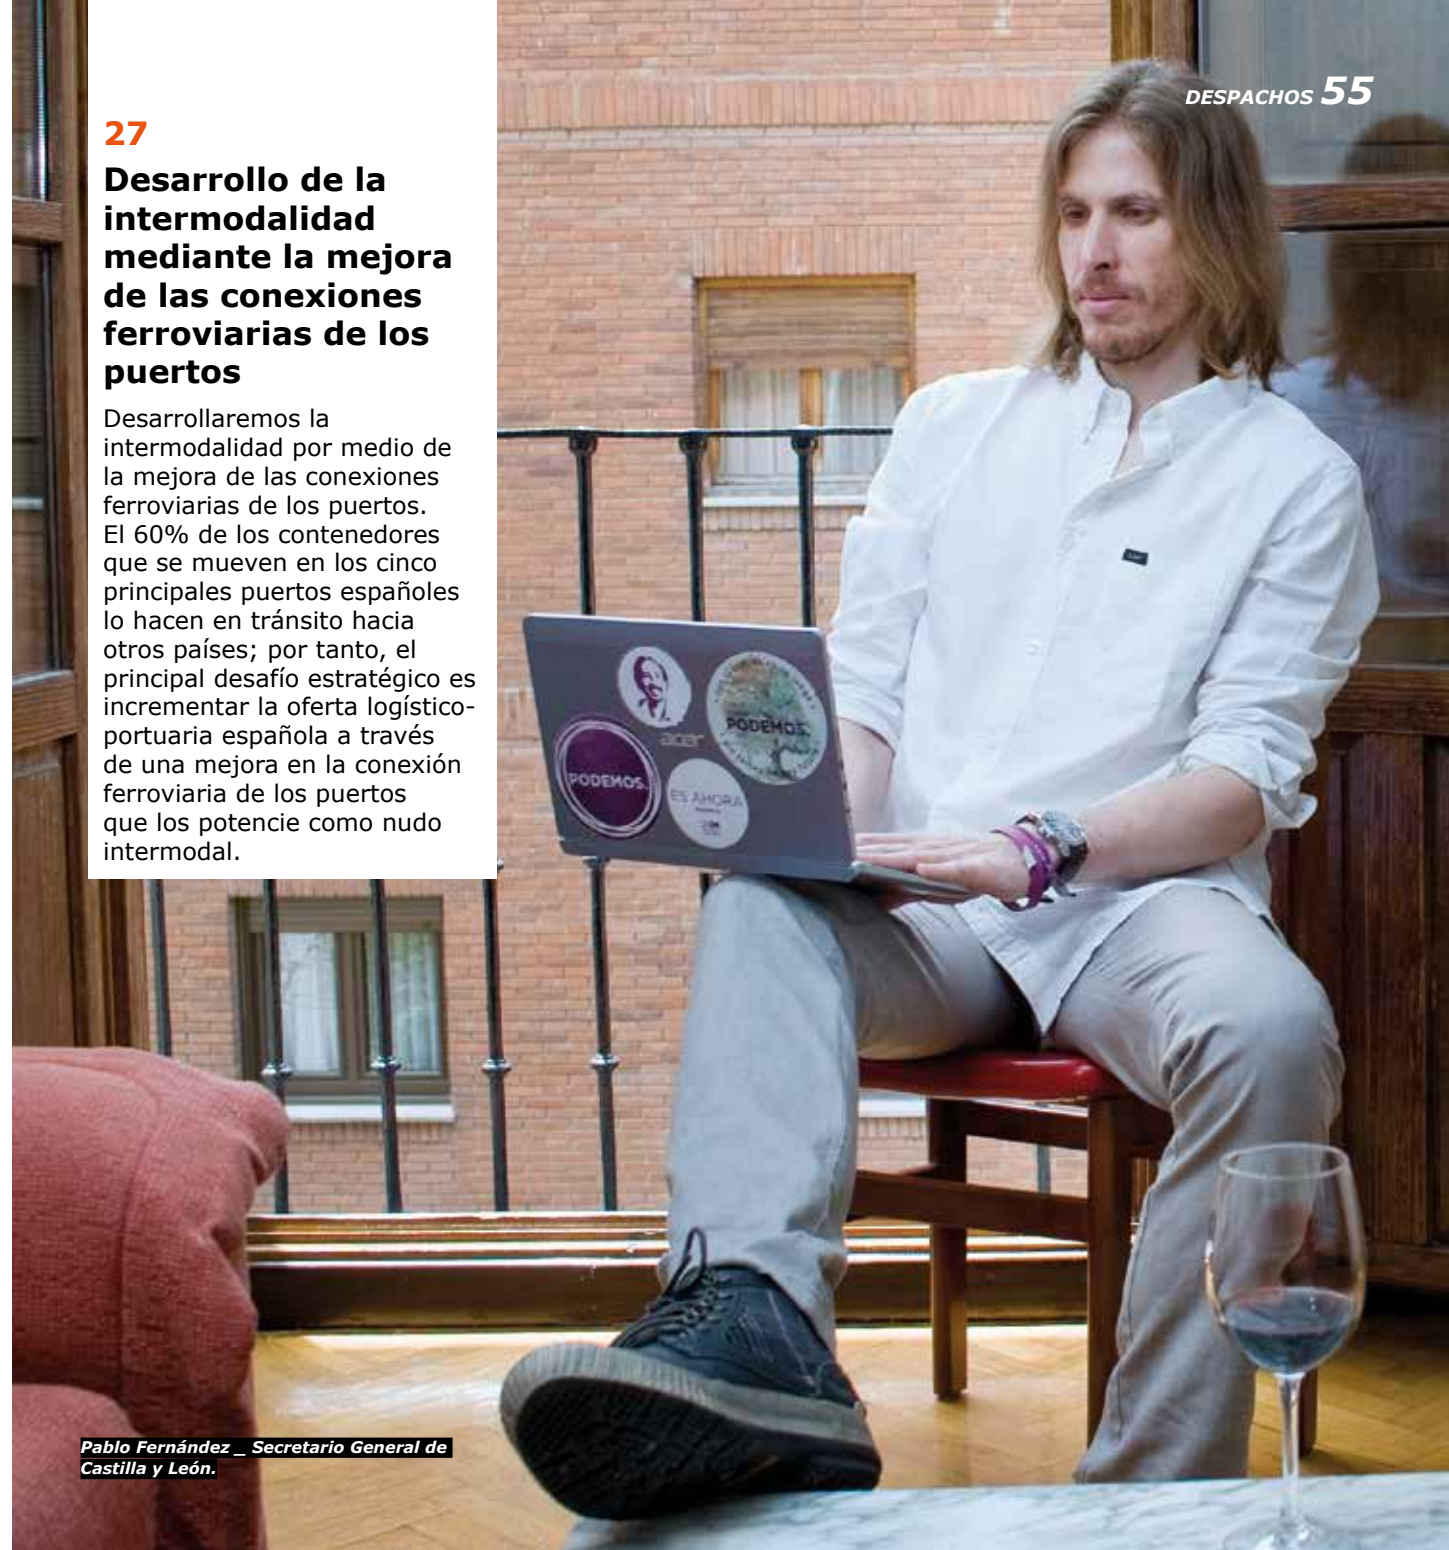 DESPACHOS 55
27
Desarrollo de la
intermodalidad
mediante la mejora
de las conexiones
ferroviarias de los
puertos
Desarrollaremos la
intermodalidad por medio de
la mejora de las conexiones
ferroviarias de los puertos.
El 60% de los contenedores
que se mueven en los cinco
principales puertos españoles
lo hacen en tránsito hacia
otros países; por tanto, el
principal desafío estratégico es
incrementar la oferta logístico-
portuaria española a través
de una mejora en la conexión
ferroviaria de los puertos
que los potencie como nudo
intermodal.
PODEMOS.
acer
PODEMOS.
ES AHORA
Pablo Fernández _ Secretario General de
Castilla y León.